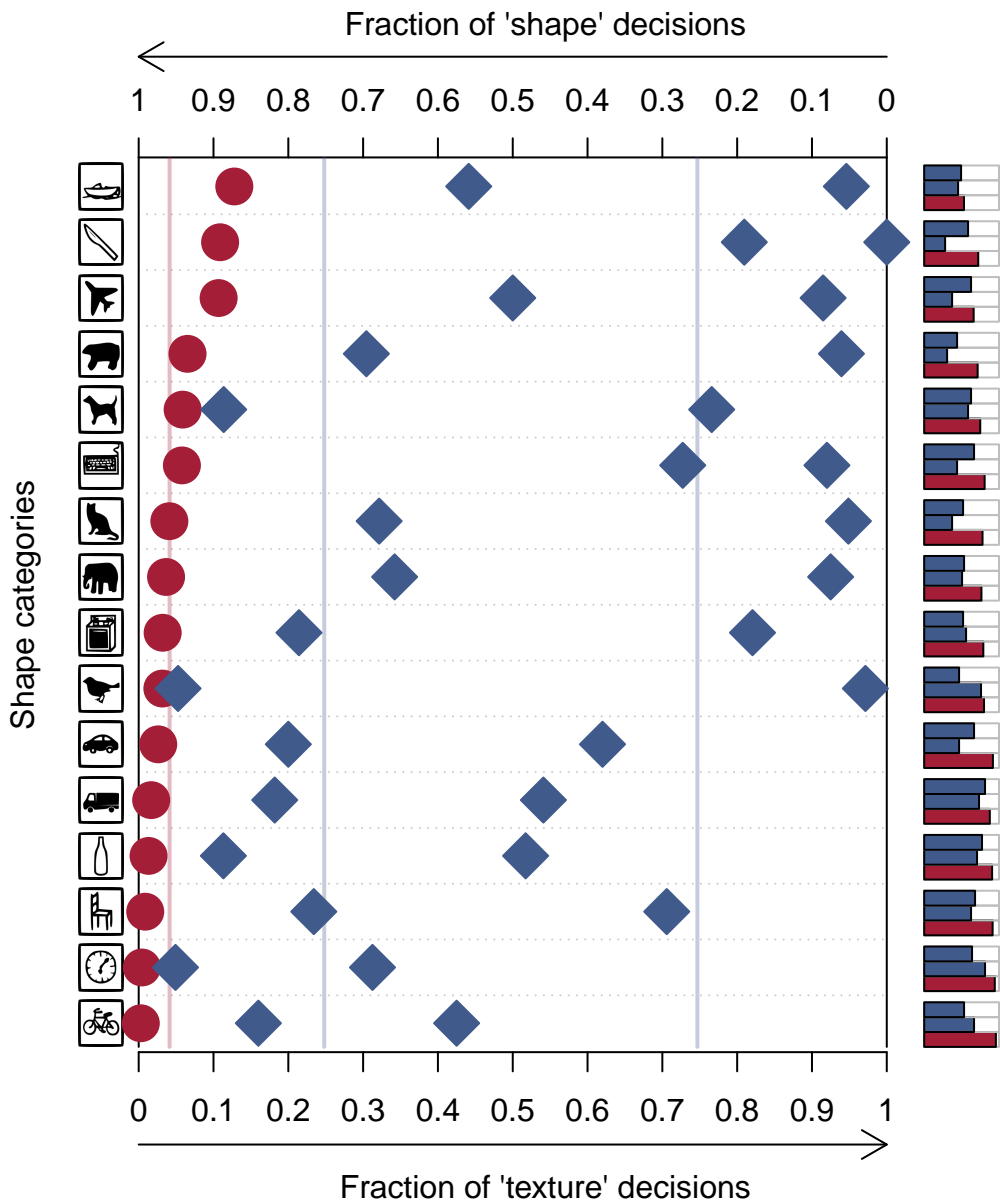 Fraction of 'shape' decisions
1 0.9 0.8 0.7 0.6 0.5 0.4 0.3 0.2 0.1 0
Shape categories
0 0.1 0.2 0.3 0.4 0.5 0.6 0.7 0.8 0.9 1
Fraction of 'texture' decisions